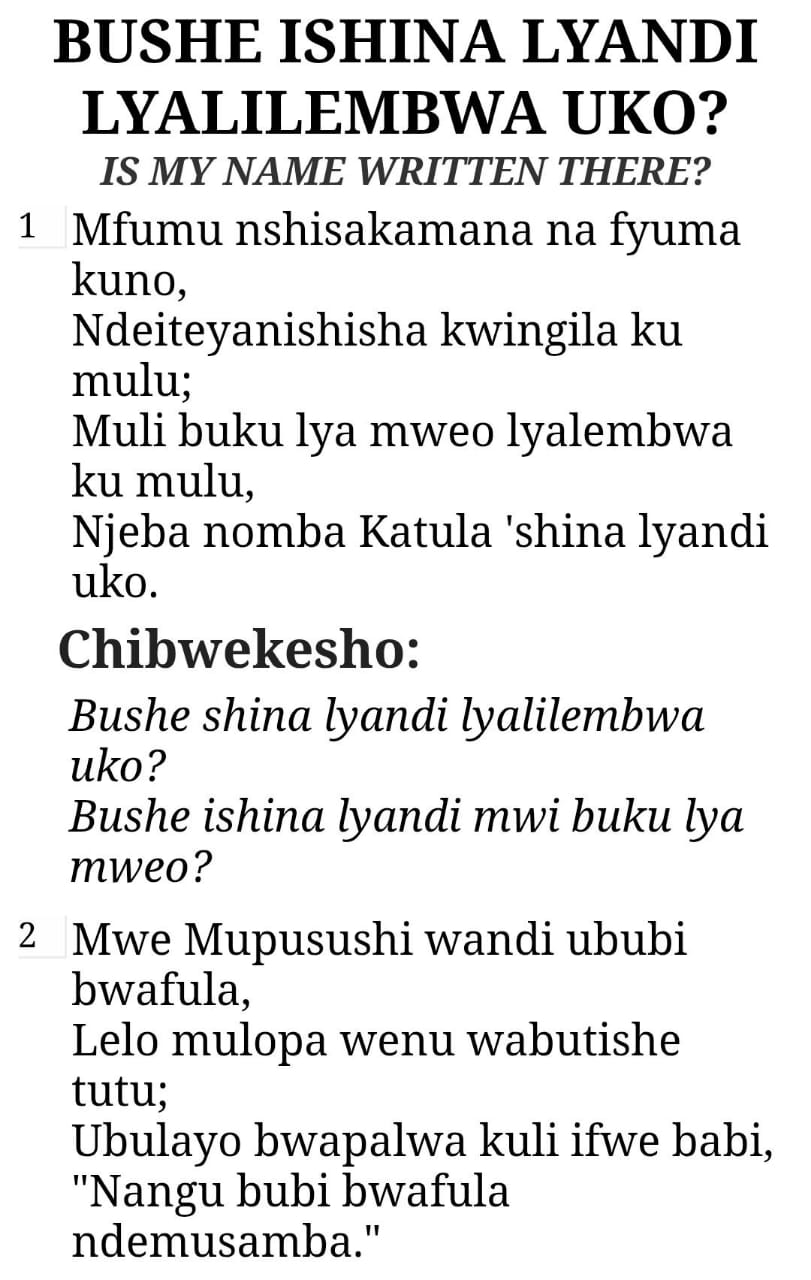 BUSHE ISHINA LYANDI
LYALILEMBWA UKO?
IS MY NAME WRITTEN THERE?
1 Mfumu nshisakamana na fyuma
kuno,
Ndeiteyanishisha kwingila ku
mulu;
Muli buku lya mweo lyalembwa
ku mulu,
Njeba nomba Katula 'shina lyandi
uko.
Chibwekesho:
Bushe shina lyandi lyalilembwa
uko?
Bushe ishina lyandi mwi buku lya
mweo?
2 Mwe Mupusushi wandi ububi
bwafula,
Lelo mulopa wenu wabutishe
tutu;
Ubulayo bwapalwa kuli ifwe babi,
"Nangu bubi bwafula
ndemusamba."